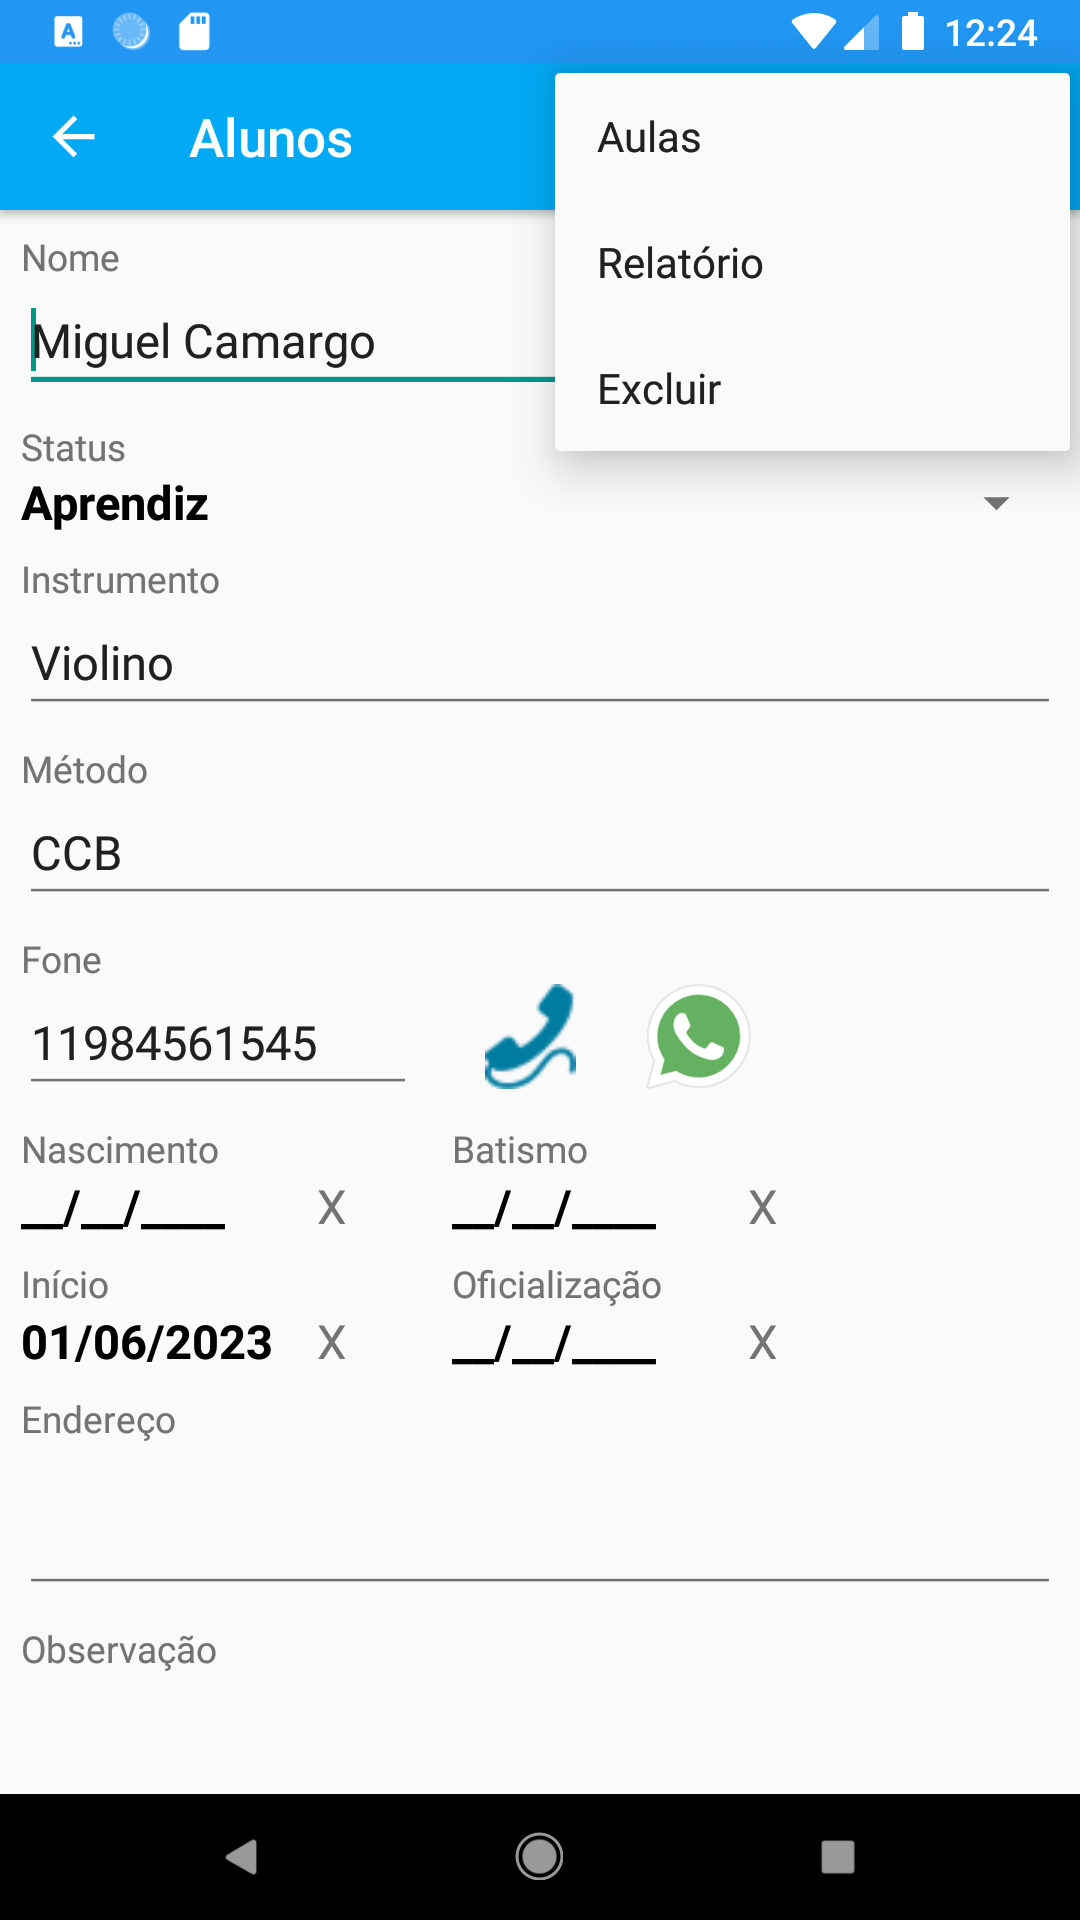 12:24
Alunos
Aulas
Relatório
Excluir
Nome
Miguel Camargo
Status
Aprendiz
Instrumento
Violino
Método
CCB
Fone
11984561545
Nascimento Batismo
__/__/____ X __/__/____ X
Início Oficialização
01/06/2023 X __/__/____ X
Endereço
Observação